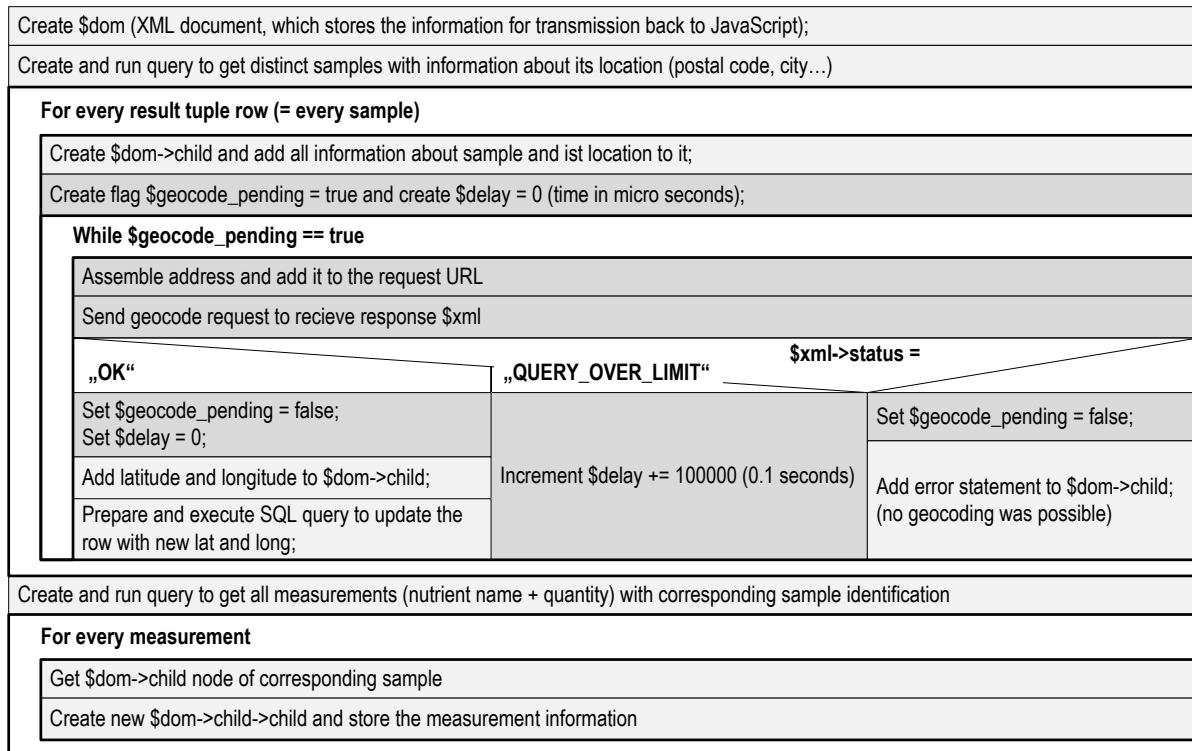 Create $dom (XML document, which stores the information for transmission back to JavaScript);
Create and run query to get distinct samples with information about its location (postal code, city…)
For every result tuple row (= every sample)
Create $dom->child and add all information about sample and ist location to it;
Create flag $geocode_pending = true and create $delay = 0 (time in micro seconds);
While $geocode_pending == true
Assemble address and add it to the request URL
Send geocode request to recieve response $xml
$xml->status =
„OK“
„QUERY_OVER_LIMIT“
Set $geocode_pending = false;
Set $delay = 0;
Add latitude and longitude to $dom->child;
Prepare and execute SQL query to update the
row with new lat and long;
Increment $delay += 100000 (0.1 seconds)
Set $geocode_pending = false;
Add error statement to $dom->child;
(no geocoding was possible)
Create and run query to get all measurements (nutrient name + quantity) with corresponding sample identification
For every measurement
Get $dom->child node of corresponding sample
Create new $dom->child->child and store the measurement information